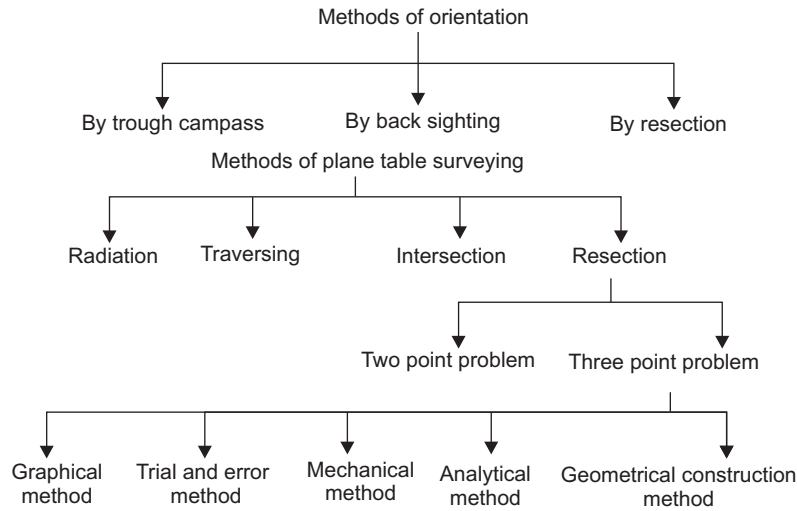 Methods of orientation
By trough campass
By back sighting
By resection
Methods of plane table surveying
Radiation
Traversing
Intersection
Resection
Two point problem
Three point problem
Graphical
method
Trial and error
method
Mechanical
method
Analytical
method
Geometrical construction
method